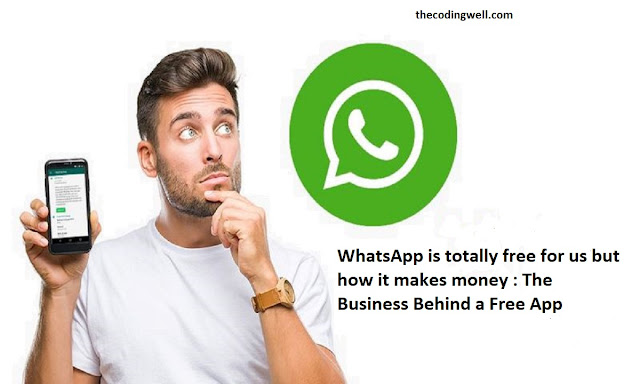 thecodingwell.com
WhatsApp is totally free for us but
how it makes money : The
Business Behind a Free App